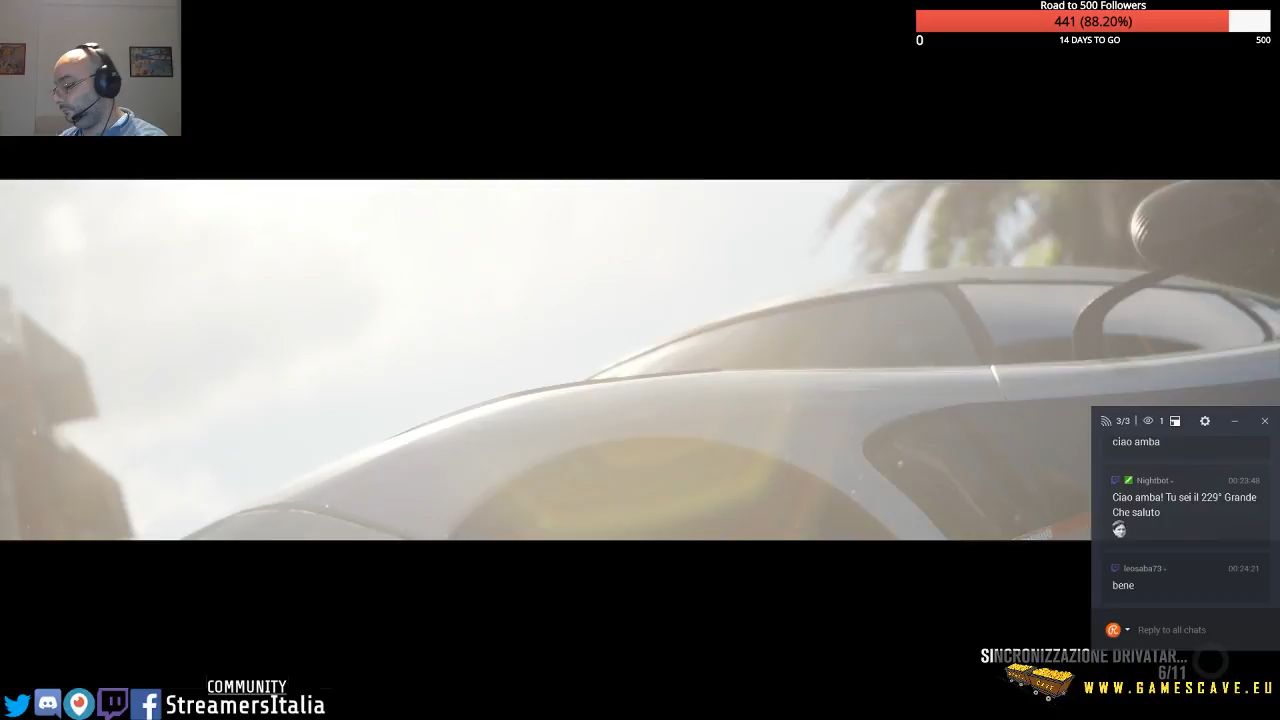 Road to 500 Followers
441 (88.20%)
0
14 DAYS TO GO
500
3/3
1
ciao amba
Nightbot
00:23:48
Ciao amba! Tu sei il 229° Grande
Che saluto
leosaba73
00:24:21
bene
Reply to all chats
SINCRONIZZAZIONE DRIVATAR...
6/11
WWW.GAMESCAVE.EU
COMMUNITY
StreamersItalia